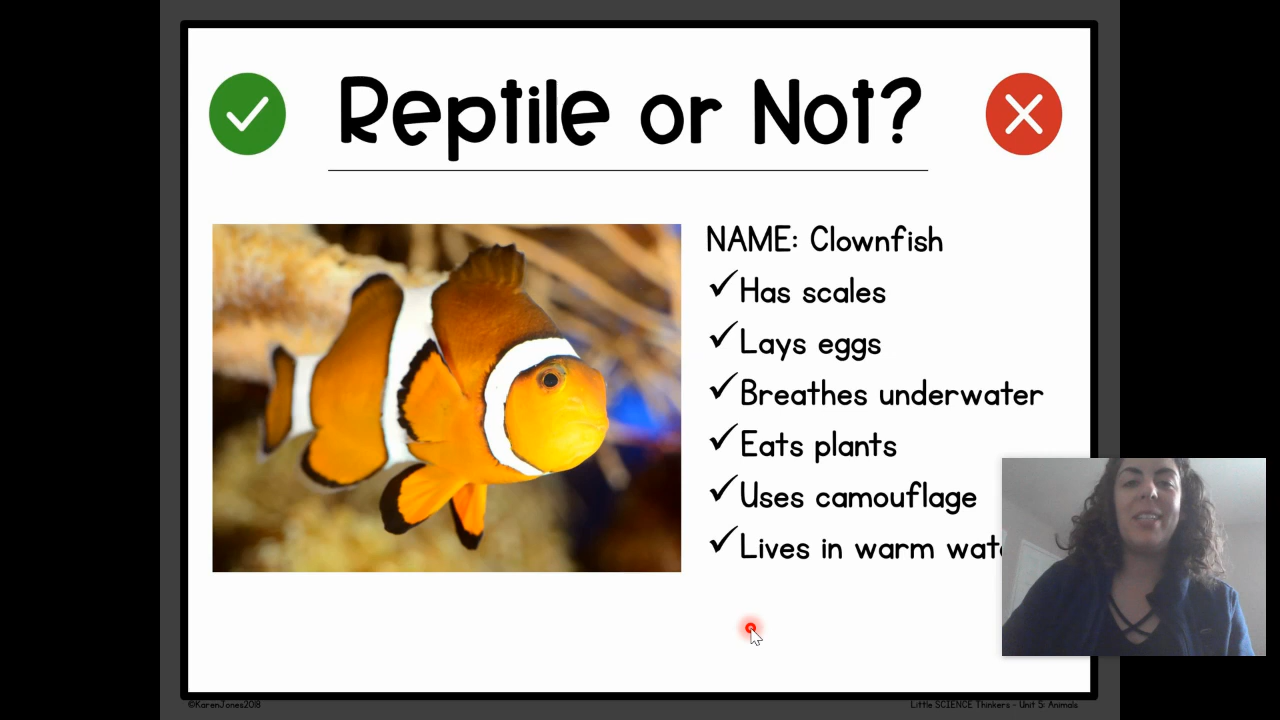 Reptile or Not?
NAME: Clownfish
Has scales
Lays eggs
Breathes underwater
Eats plants
Uses camouflage
Lives in warm wat
©KarenJones2018
Little SCIENCE Thinkers - Unit 5: Animals